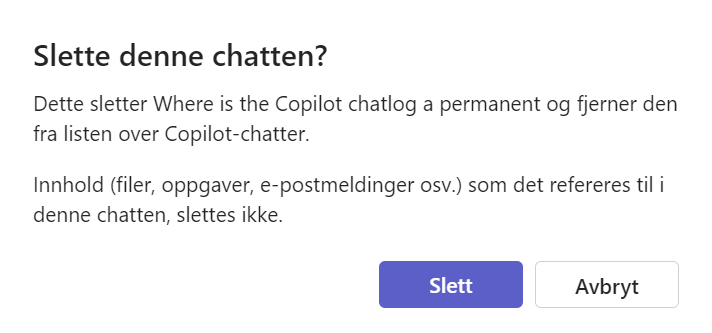 Slette denne chatten?
Dette sletter Where is the Copilot chatlog a permanent og fjerner den
fra listen over Copilot-chatter.
Innhold (filer, oppgaver, e-postmeldinger osv.) som det refereres til i
denne chatten, slettes ikke.
Slett
Avbryt